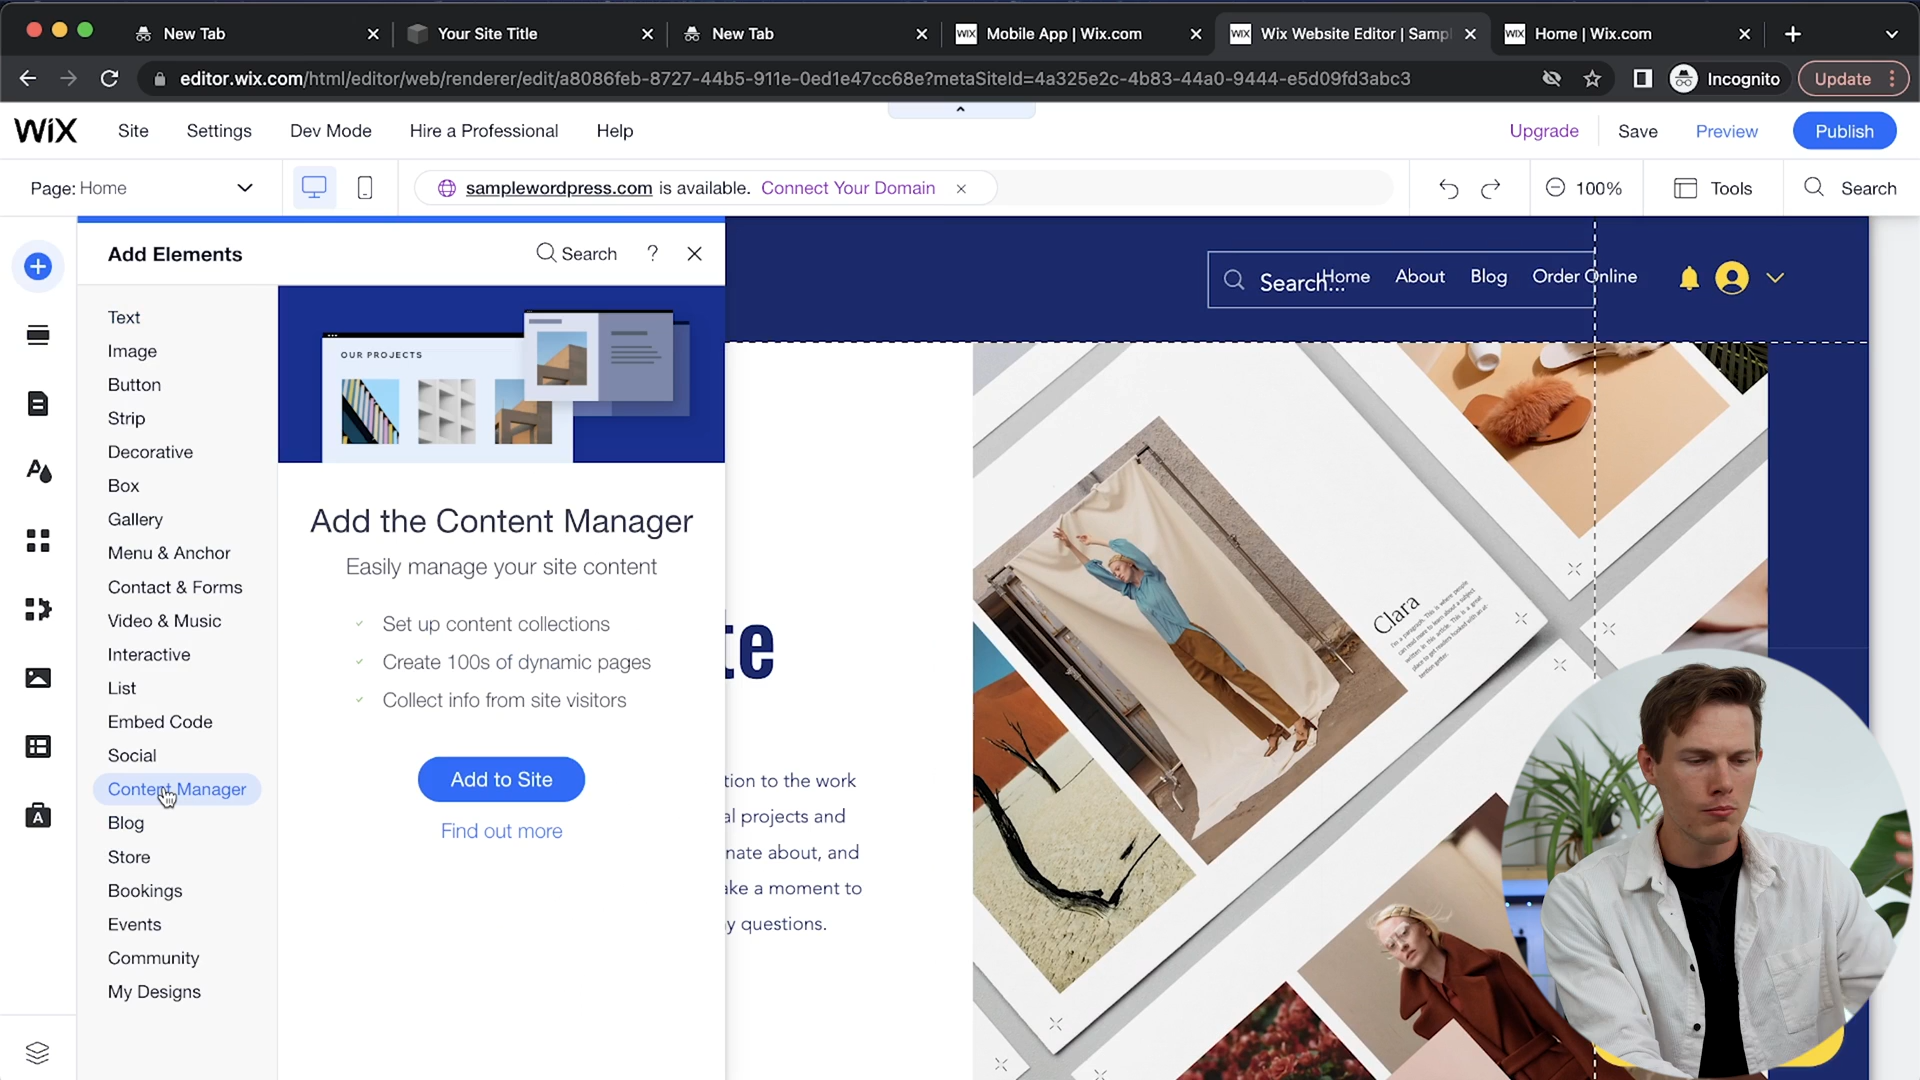 New Tab
Your Site Title
New Tab
WIX Mobile App | Wix.com
WIX Wix Website Editor | Samp
WIX Home | Wix.com
editor.wix.com/html/editor/web/renderer/edit/a8086feb-8727-44b5-911e-0ed1e47cc68e?metaSiteId=4a325e2c-4b83-44a0-9444-e5d09fd3abc3
Incognito
Update
WiX
Site
Settings
Dev Mode
Hire a Professional
Help
Upgrade
Save
Preview
Publish
Page: Home
samplewordpress.com is available. Connect Your Domain
100%
Tools
Search
Add Elements
Search
?
Text
Image
Button
Strip
Decorative
Box
Gallery
Menu & Anchor
Contact & Forms
Video & Music
Interactive
List
Embed Code
Social
Content Manager
Blog
Store
Bookings
Events
Community
My Designs
OUR PROJECTS
Add the Content Manager
Easily manage your site content
Set up content collections
Create 100s of dynamic pages
Collect info from site visitors
Add to Site
Find out more
Search...
Home
About
Blog
Order Online
te
tion to the work
al projects and
nate about, and
ake a moment to
y questions.
Clara
A
A